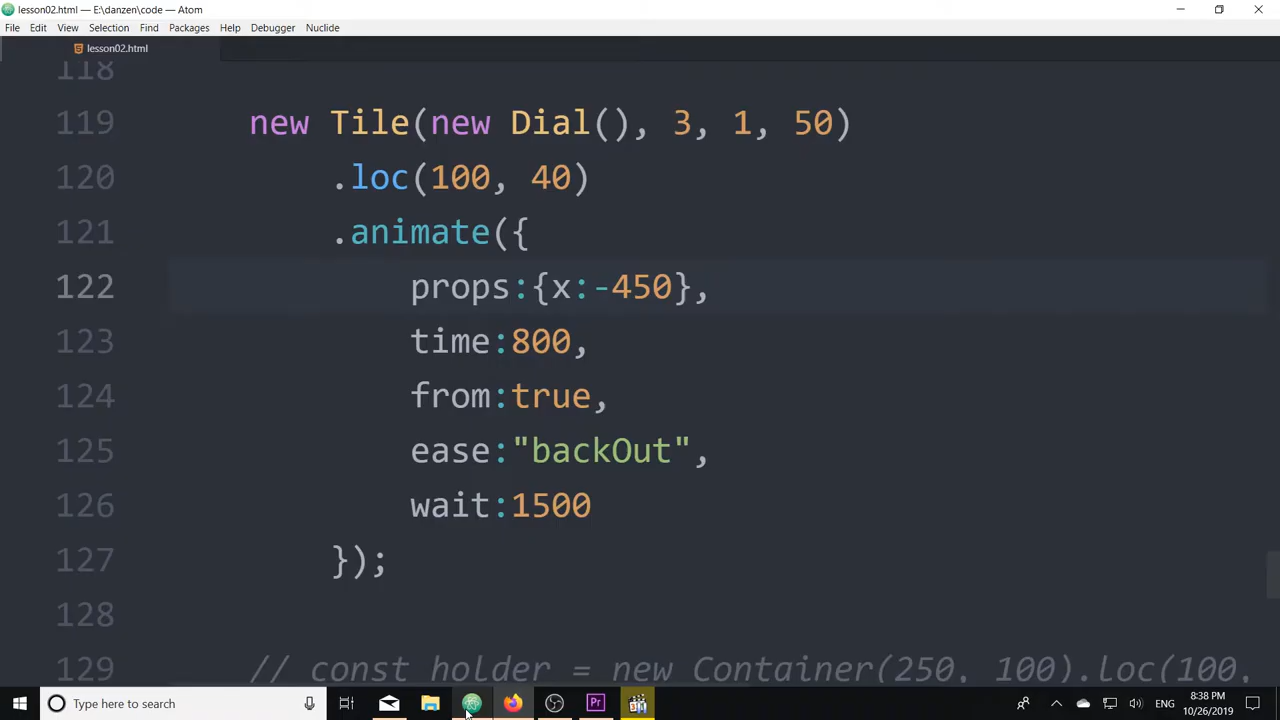 lesson02.html — E:\danzen\code — Atom
File Edit View Selection Find Packages Help Debugger Nuclide
lesson02.html
118
119 new Tile(new Dial(), 3, 1, 50)
120 .loc(100, 40)
121 .animate({
122 props:{x:-450},
123 time:800,
124 from:true,
125 ease:"backOut",
126 wait:1500
127 });
128
129 // const holder = new Container(250, 100).loc(100,
Type here to search
Pr
ENG
8:38 PM
10/26/2019